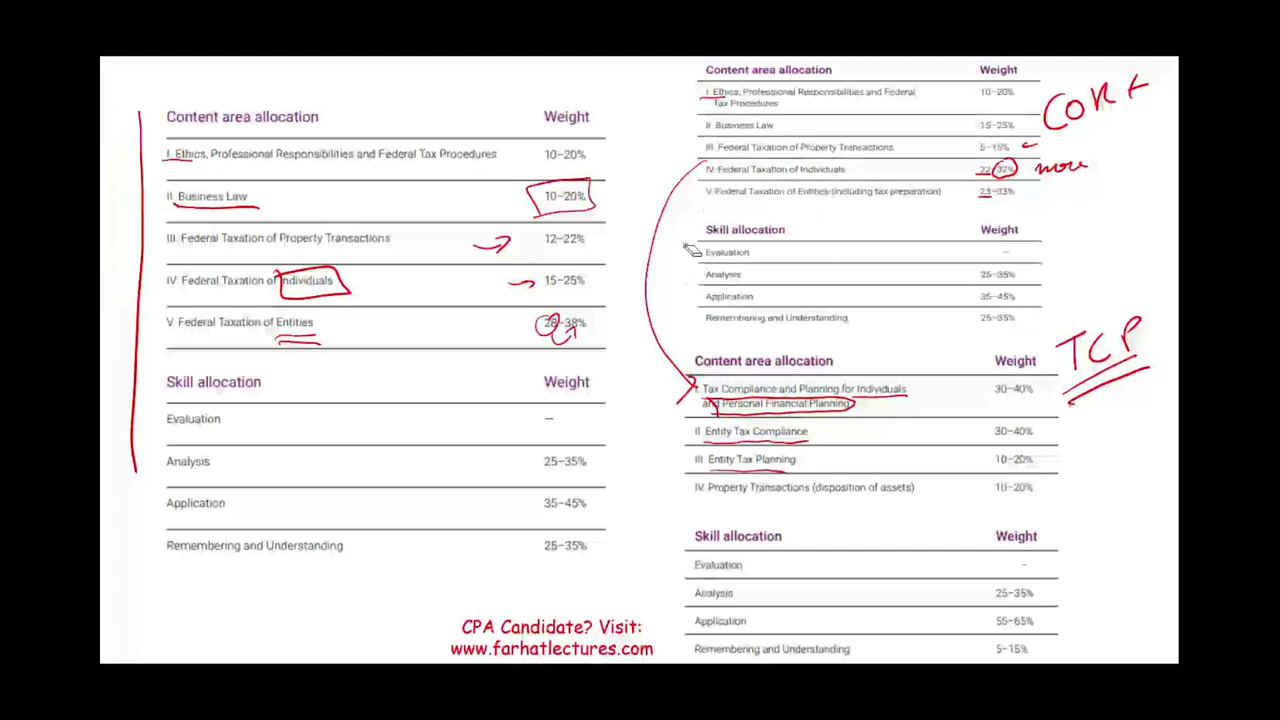 Content area allocation Weight
I. Ethics, Professional Responsibilities and Federal Tax Procedures 10–20%
II. Business Law 10–20%
III. Federal Taxation of Property Transactions 12–22%
IV. Federal Taxation of Individuals 15–25%
V. Federal Taxation of Entities 28–38%
Skill allocation Weight
Evaluation –
Analysis 25–35%
Application 35–45%
Remembering and Understanding 25–35%
Content area allocation Weight
I. Ethics, Professional Responsibilities and Federal 10–20%
Tax Procedures
II. Business Law 15–25%
III. Federal Taxation of Property Transactions 5–15%
IV. Federal Taxation of Individuals 22–32%
V. Federal Taxation of Entities (including tax preparation) 23–33%
COR
more
Skill allocation Weight
Evaluation –
Analysis 25–35%
Application 35–45%
Remembering and Understanding 25–35%
TCP
Content area allocation Weight
I. Tax Compliance and Planning for Individuals 30–40%
and Personal Financial Planning
II. Entity Tax Compliance 30–40%
III. Entity Tax Planning 10–20%
IV. Property Transactions (disposition of assets) 10–20%
Skill allocation Weight
Evaluation –
Analysis 25–35%
Application 55–65%
Remembering and Understanding 5–15%
CPA Candidate? Visit:
www.farhatlectures.com